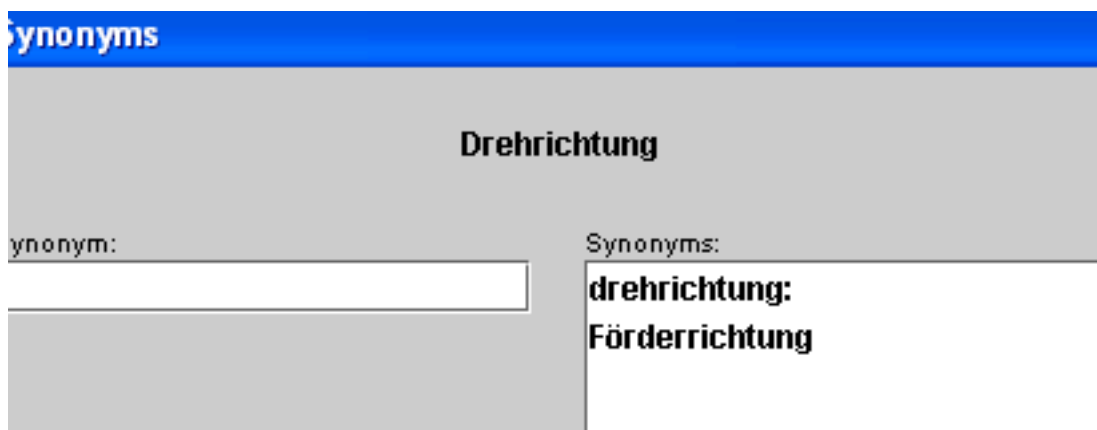 Synonyms
Drehrichtung
ynonym:
Synonyms:
drehrichtung:
Förderrichtung